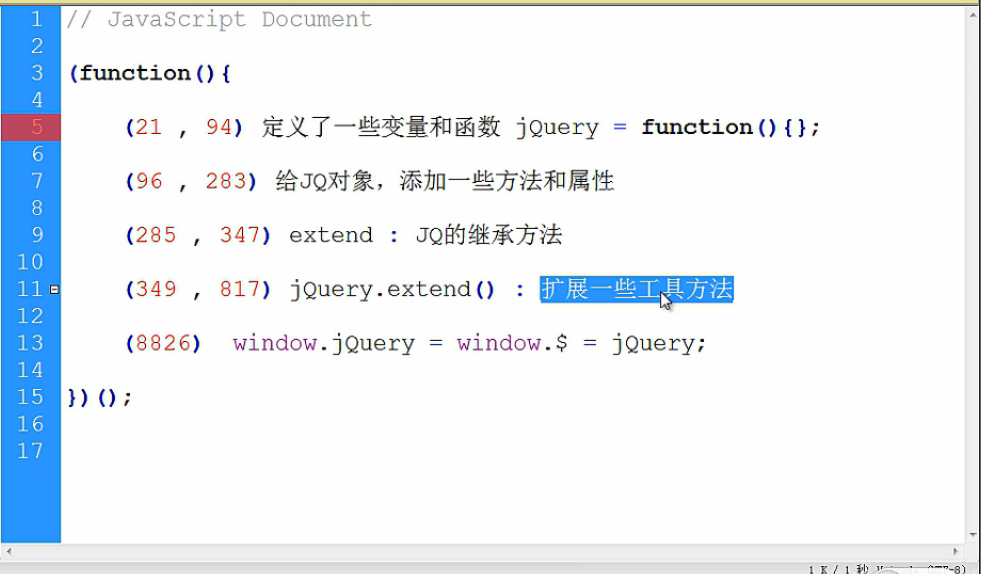 1 // JavaScript Document
2
3 (function(){
4
5 (21 , 94) 定义了一些变量和函数 jQuery = function(){};
6
7 (96 , 283) 给JQ对象，添加一些方法和属性
8
9 (285 , 347) extend : JQ的继承方法
10
11 (349 , 817) jQuery.extend() : 扩展一些工具方法
12
13 (8826) window.jQuery = window.$ = jQuery;
14
15 })();
16
17
1 K / 1 秒